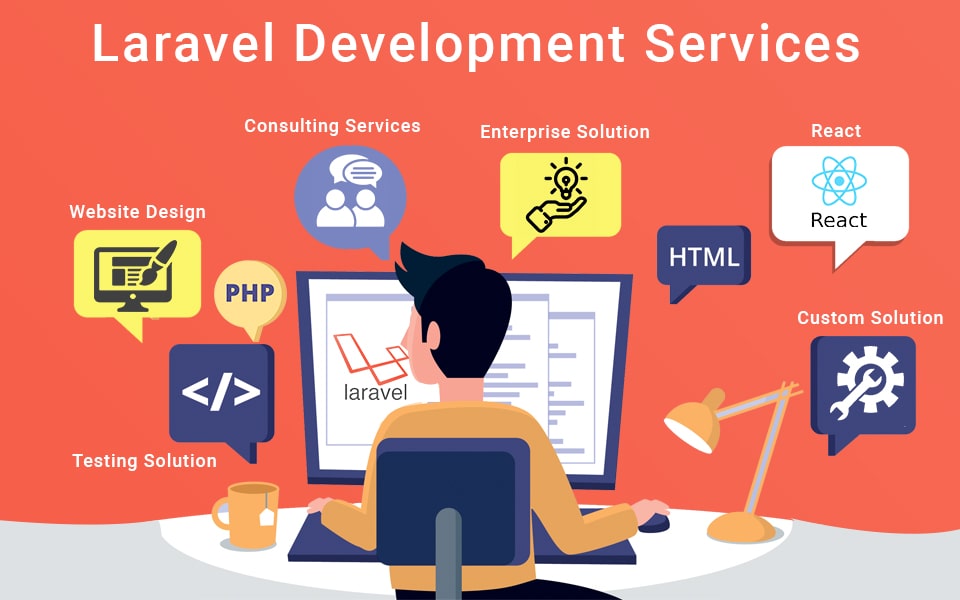 Laravel Development Services
Consulting Services
Enterprise Solution
React
React
Website Design
HTML
PHP
Custom Solution
laravel
</>
Testing Solution